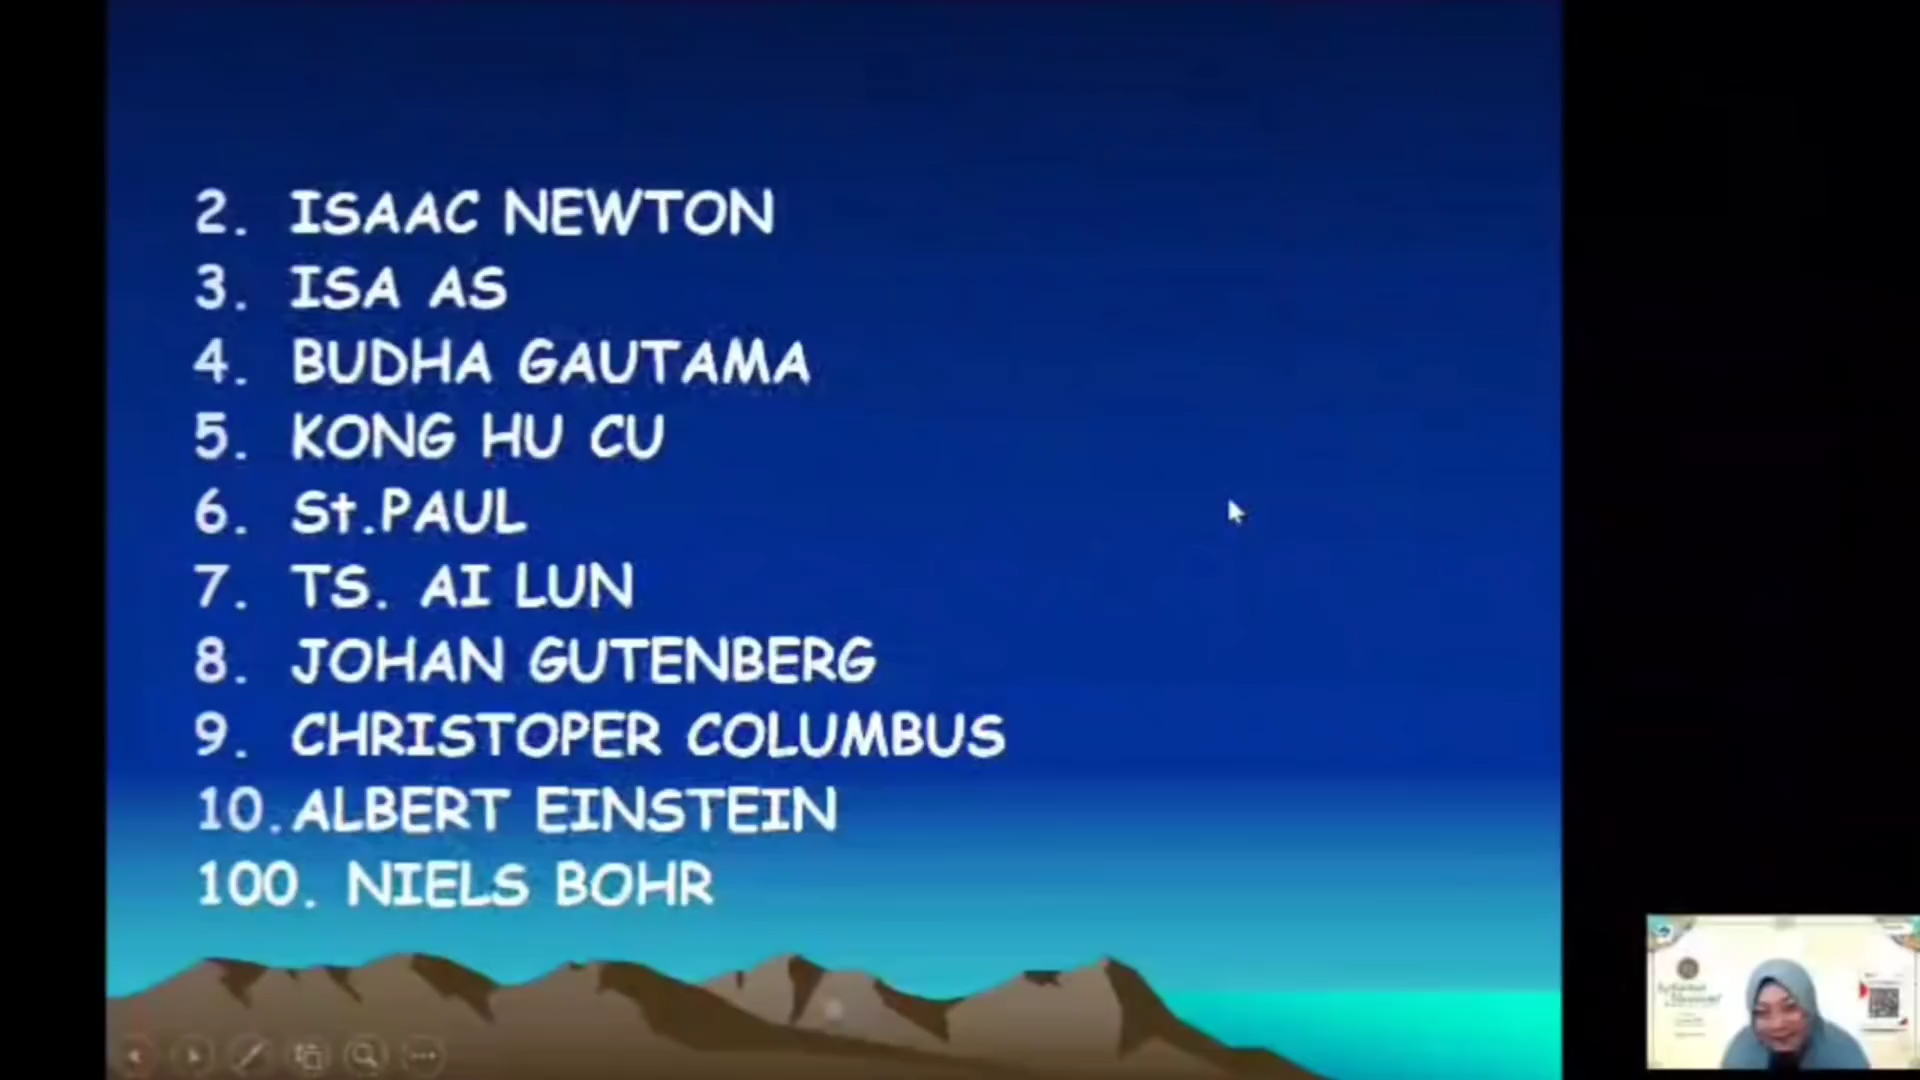 2. ISAAC NEWTON
3. ISA AS
4. BUDHA GAUTAMA
5. KONG HU CU
6. St.PAUL
7. TS. AI LUN
8. JOHAN GUTENBERG
9. CHRISTOPER COLUMBUS
10. ALBERT EINSTEIN
100. NIELS BOHR